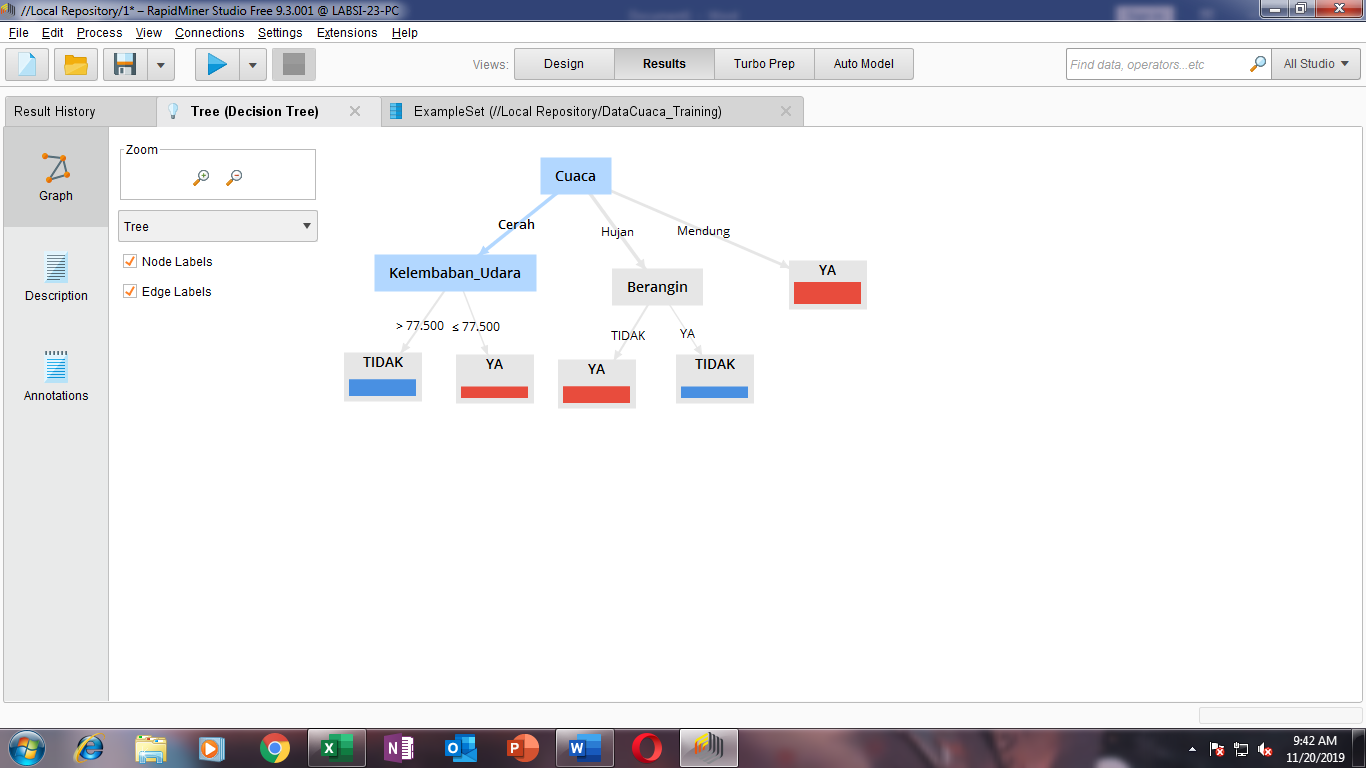 //Local Repository/1* – RapidMiner Studio Free 9.3.001 @ LABSI-23-PC
File Edit Process View Connections Settings Extensions Help
Views: Design Results Turbo Prep Auto Model
Find data, operators...etc
All Studio
Result History
Tree (Decision Tree)
ExampleSet (//Local Repository/DataCuaca_Training)
Graph
Description
Annotations
Zoom
Tree
Node Labels
Edge Labels
Cuaca
Cerah
Hujan
Mendung
Kelembaban_Udara
Berangin
YA
> 77.500
≤ 77.500
TIDAK
YA
TIDAK
YA
YA
TIDAK
9:42 AM
11/20/2019